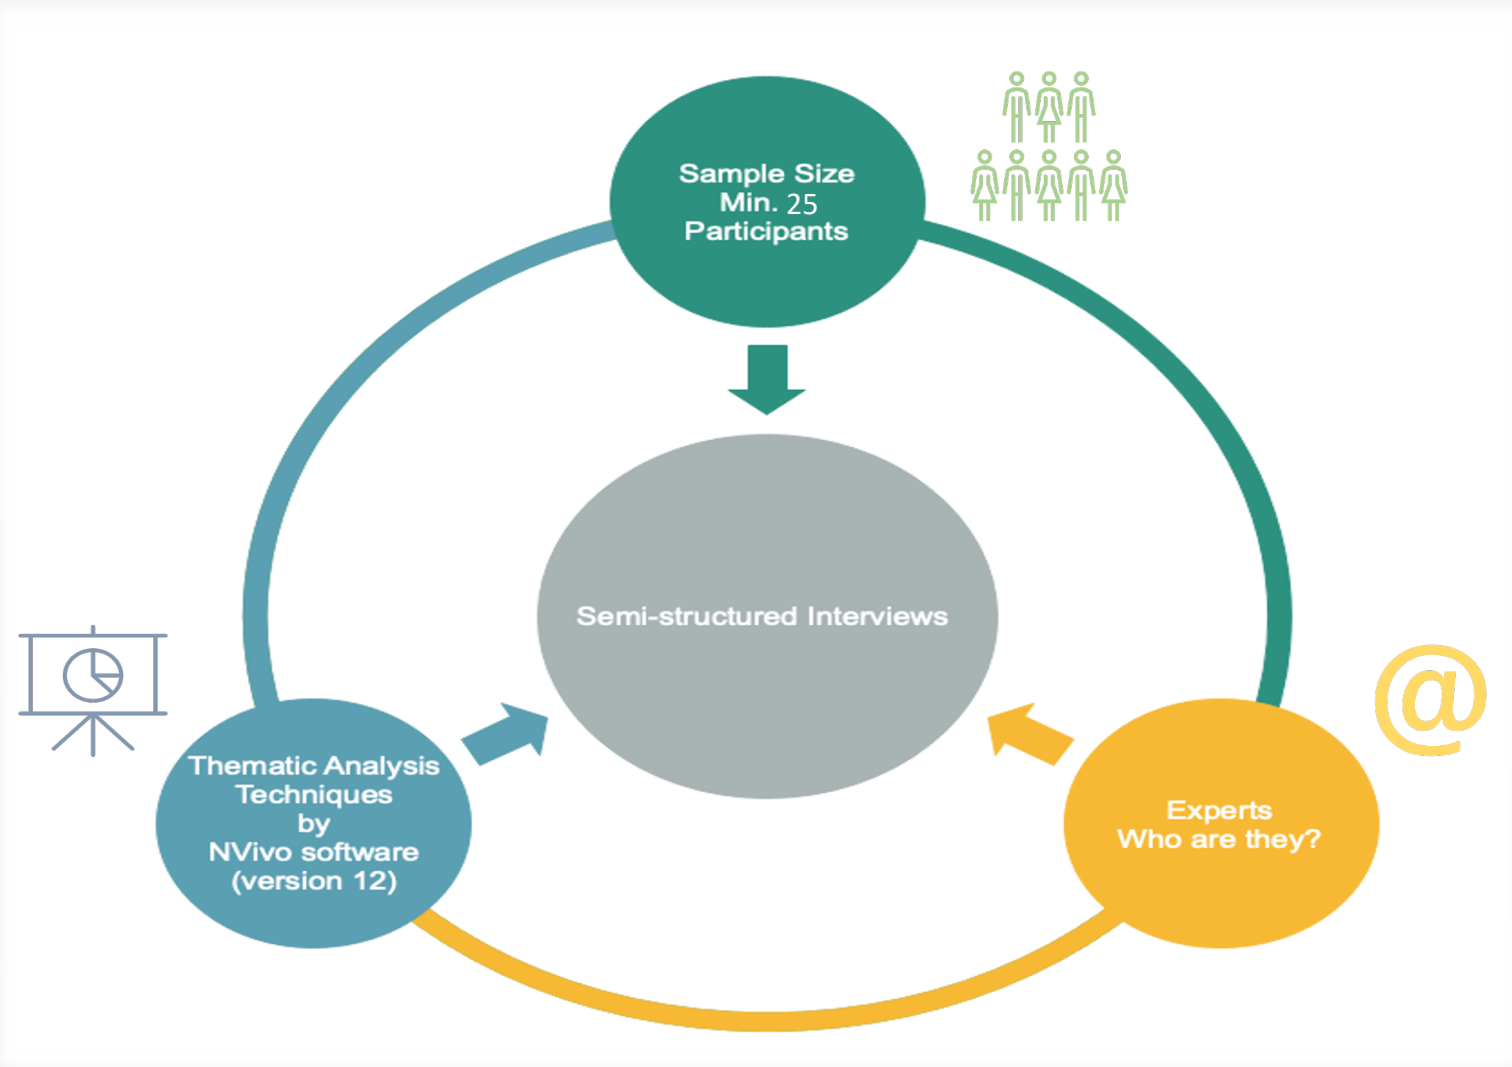 Sample Size
Min. 25
Participants
Semi-structured Interviews
Thematic Analysis
Techniques
by
NVivo software
(version 12)
Experts
Who are they?
@